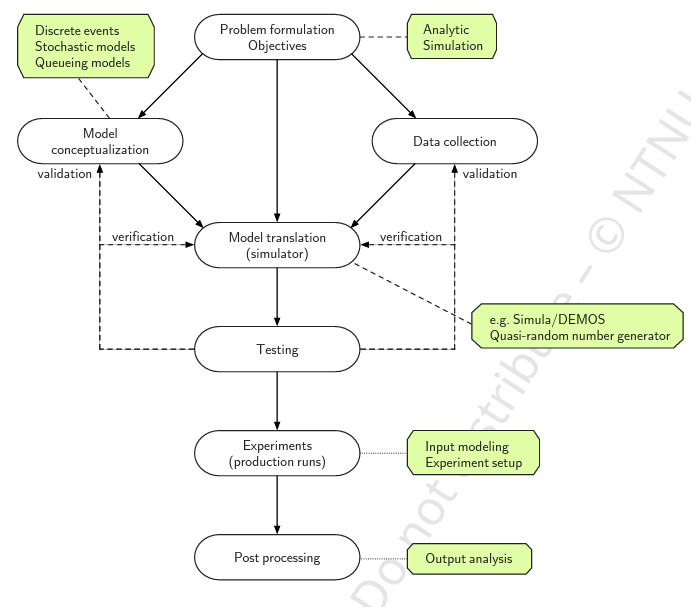 Discrete events
Stochastic models
Queueing models
Problem formulation
Objectives
Analytic
Simulation
Model
conceptualization
Data collection
validation
validation
verification
Model translation
(simulator)
verification
e.g. Simula/DEMOS
Quasi-random number generator
Testing
Experiments
(production runs)
Input modeling
Experiment setup
Post processing
Output analysis
Do not distribute – © NTNU